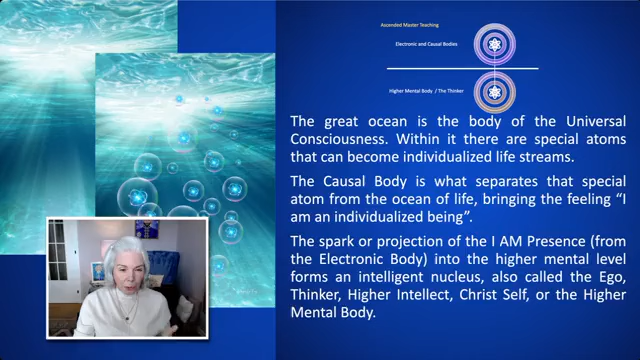 Ascended Master Teaching
Electronic and Causal Bodies
Higher Mental Body / The Thinker
The great ocean is the body of the Universal
Consciousness. Within it there are special atoms
that can become individualized life streams.
The Causal Body is what separates that special
atom from the ocean of life, bringing the feeling “I
am an individualized being”.
The spark or projection of the I AM Presence (from
the Electronic Body) into the higher mental level
forms an intelligent nucleus, also called the Ego,
Thinker, Higher Intellect, Christ Self, or the Higher
Mental Body.